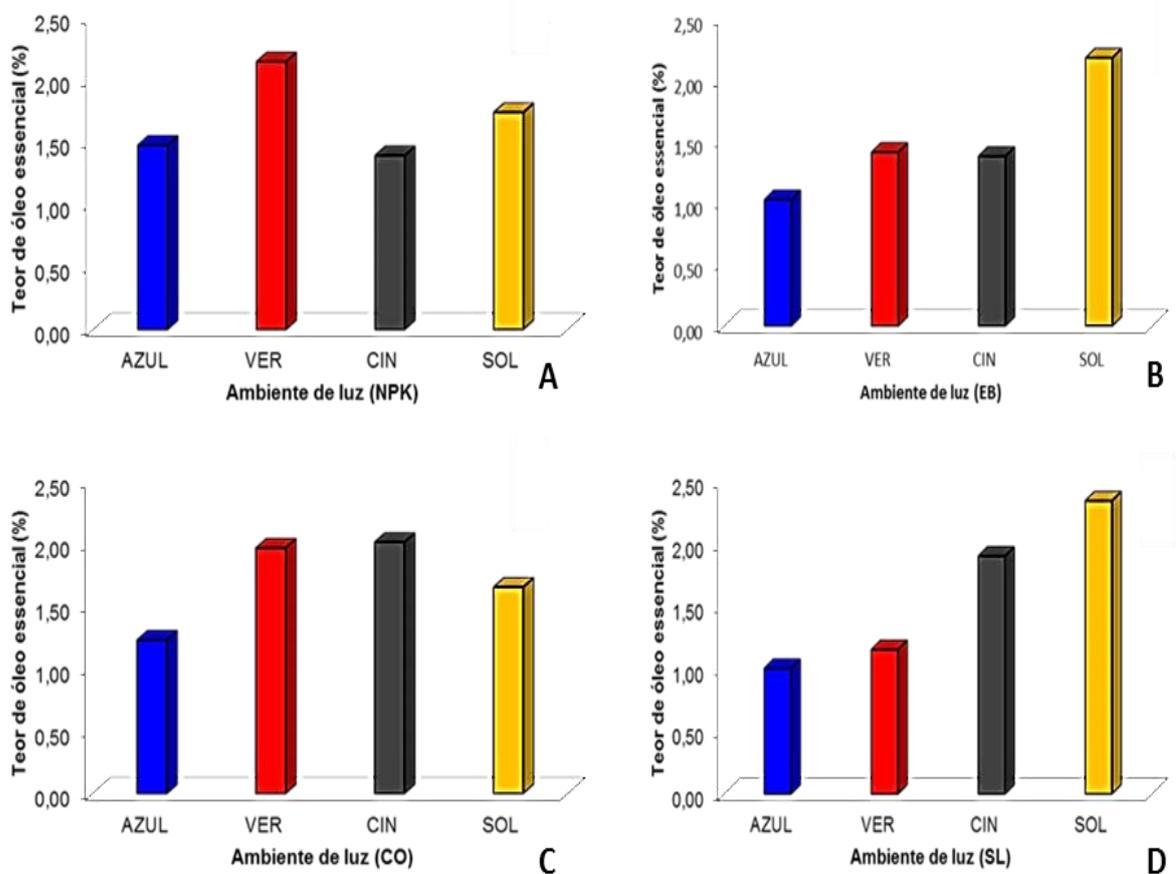 Teor de óleo essencial (%)
2,50
2,00
1,50
1,00
0,50
0,00
AZUL VER CIN SOL
Ambiente de luz (NPK)
A
Teor de óleo essencial (%)
2,50
2,00
1,50
1,00
0,50
0,00
AZUL VER CIN SOL
Ambiente de luz (EB)
B
Teor de óleo essencial (%)
2,50
2,00
1,50
1,00
0,50
0,00
AZUL VER CIN SOL
Ambiente de luz (CO)
C
Teor de óleo essencial (%)
2,50
2,00
1,50
1,00
0,50
0,00
AZUL VER CIN SOL
Ambiente de luz (SL)
D